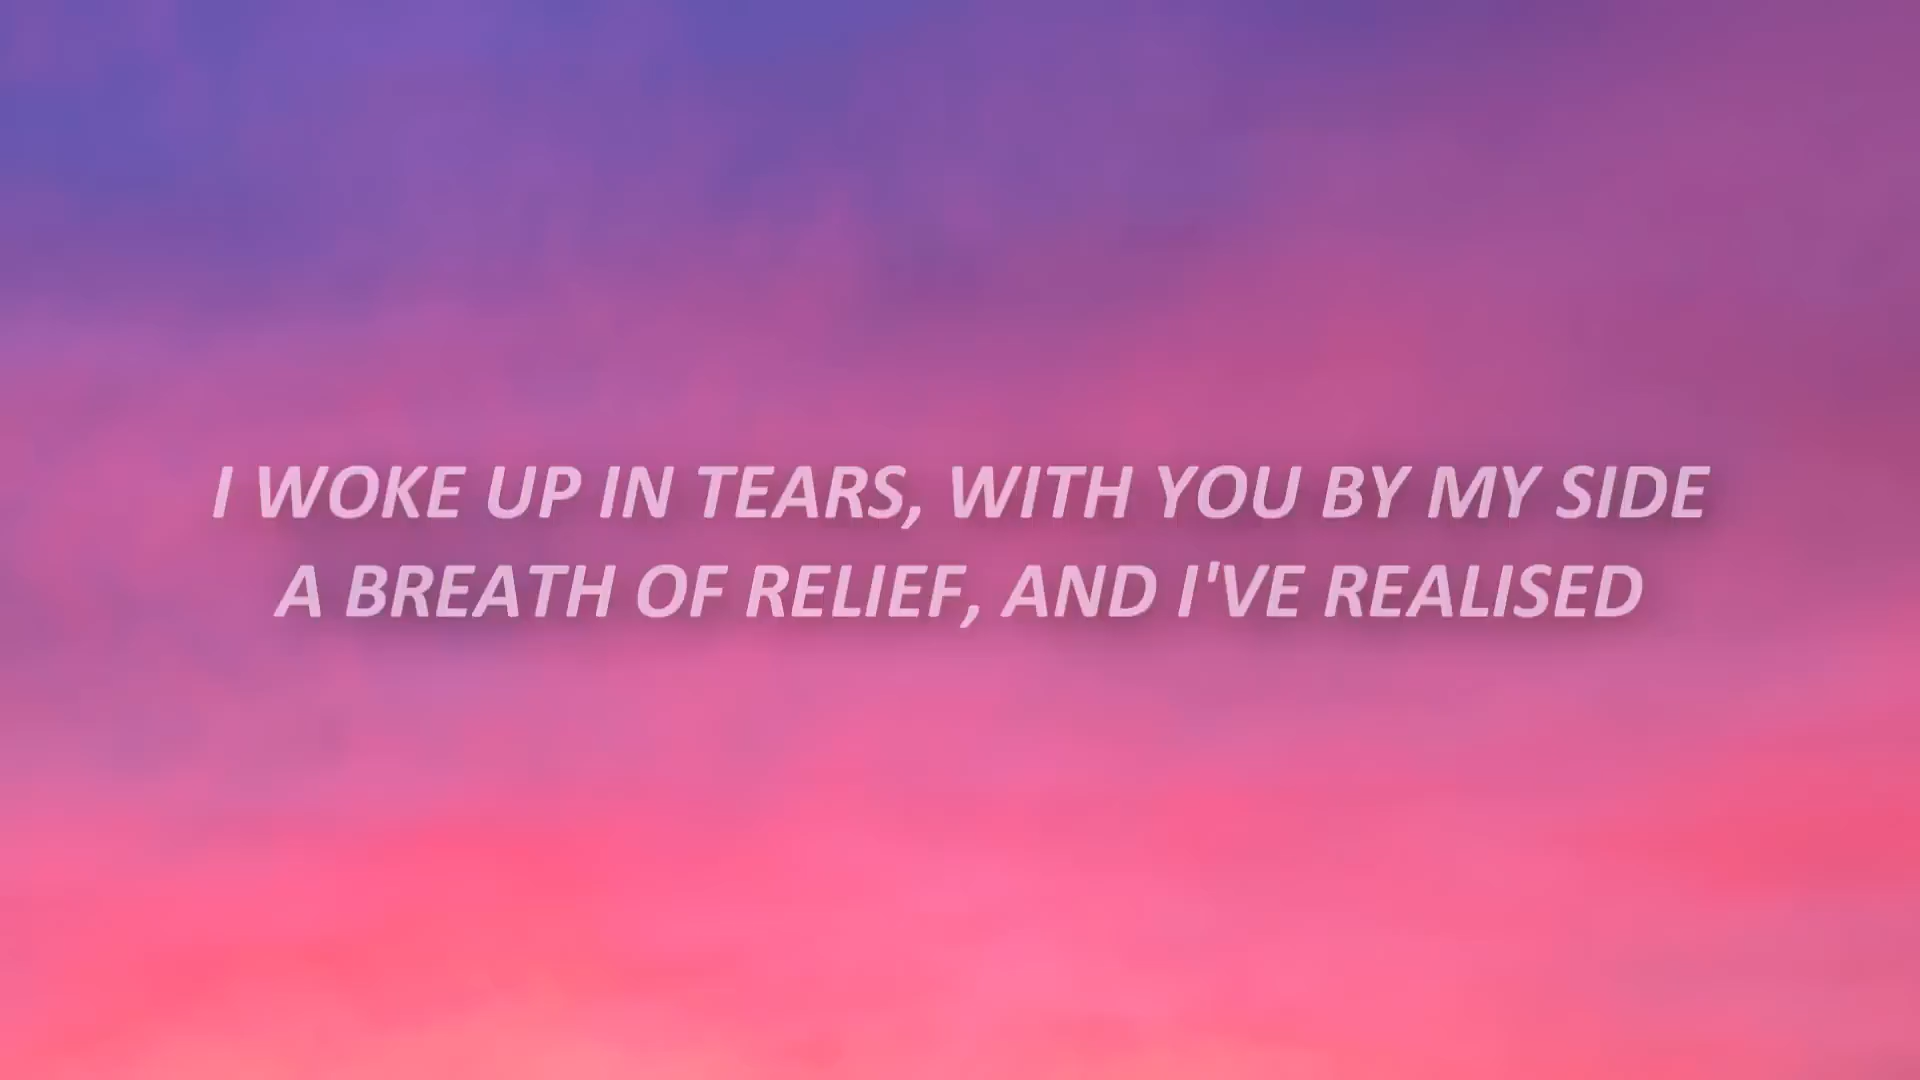 I WOKE UP IN TEARS, WITH YOU BY MY SIDE
A BREATH OF RELIEF, AND I'VE REALISED